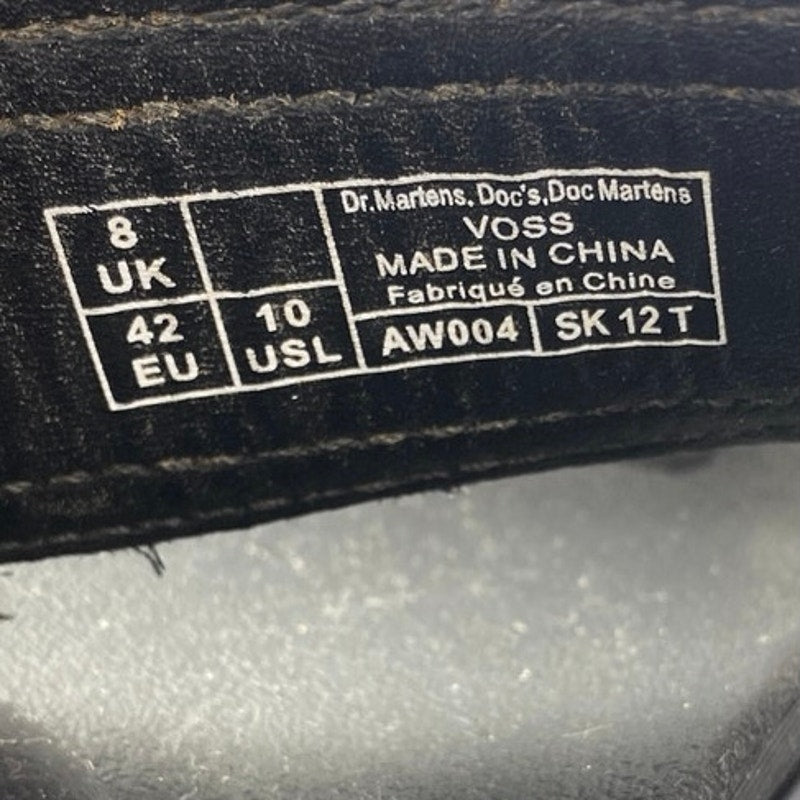 8
UK
42
EU
10
USL
Dr.Martens, Doc's, Doc Martens
VOSS
MADE IN CHINA
Fabriqué en Chine
AW004
SK 12 T